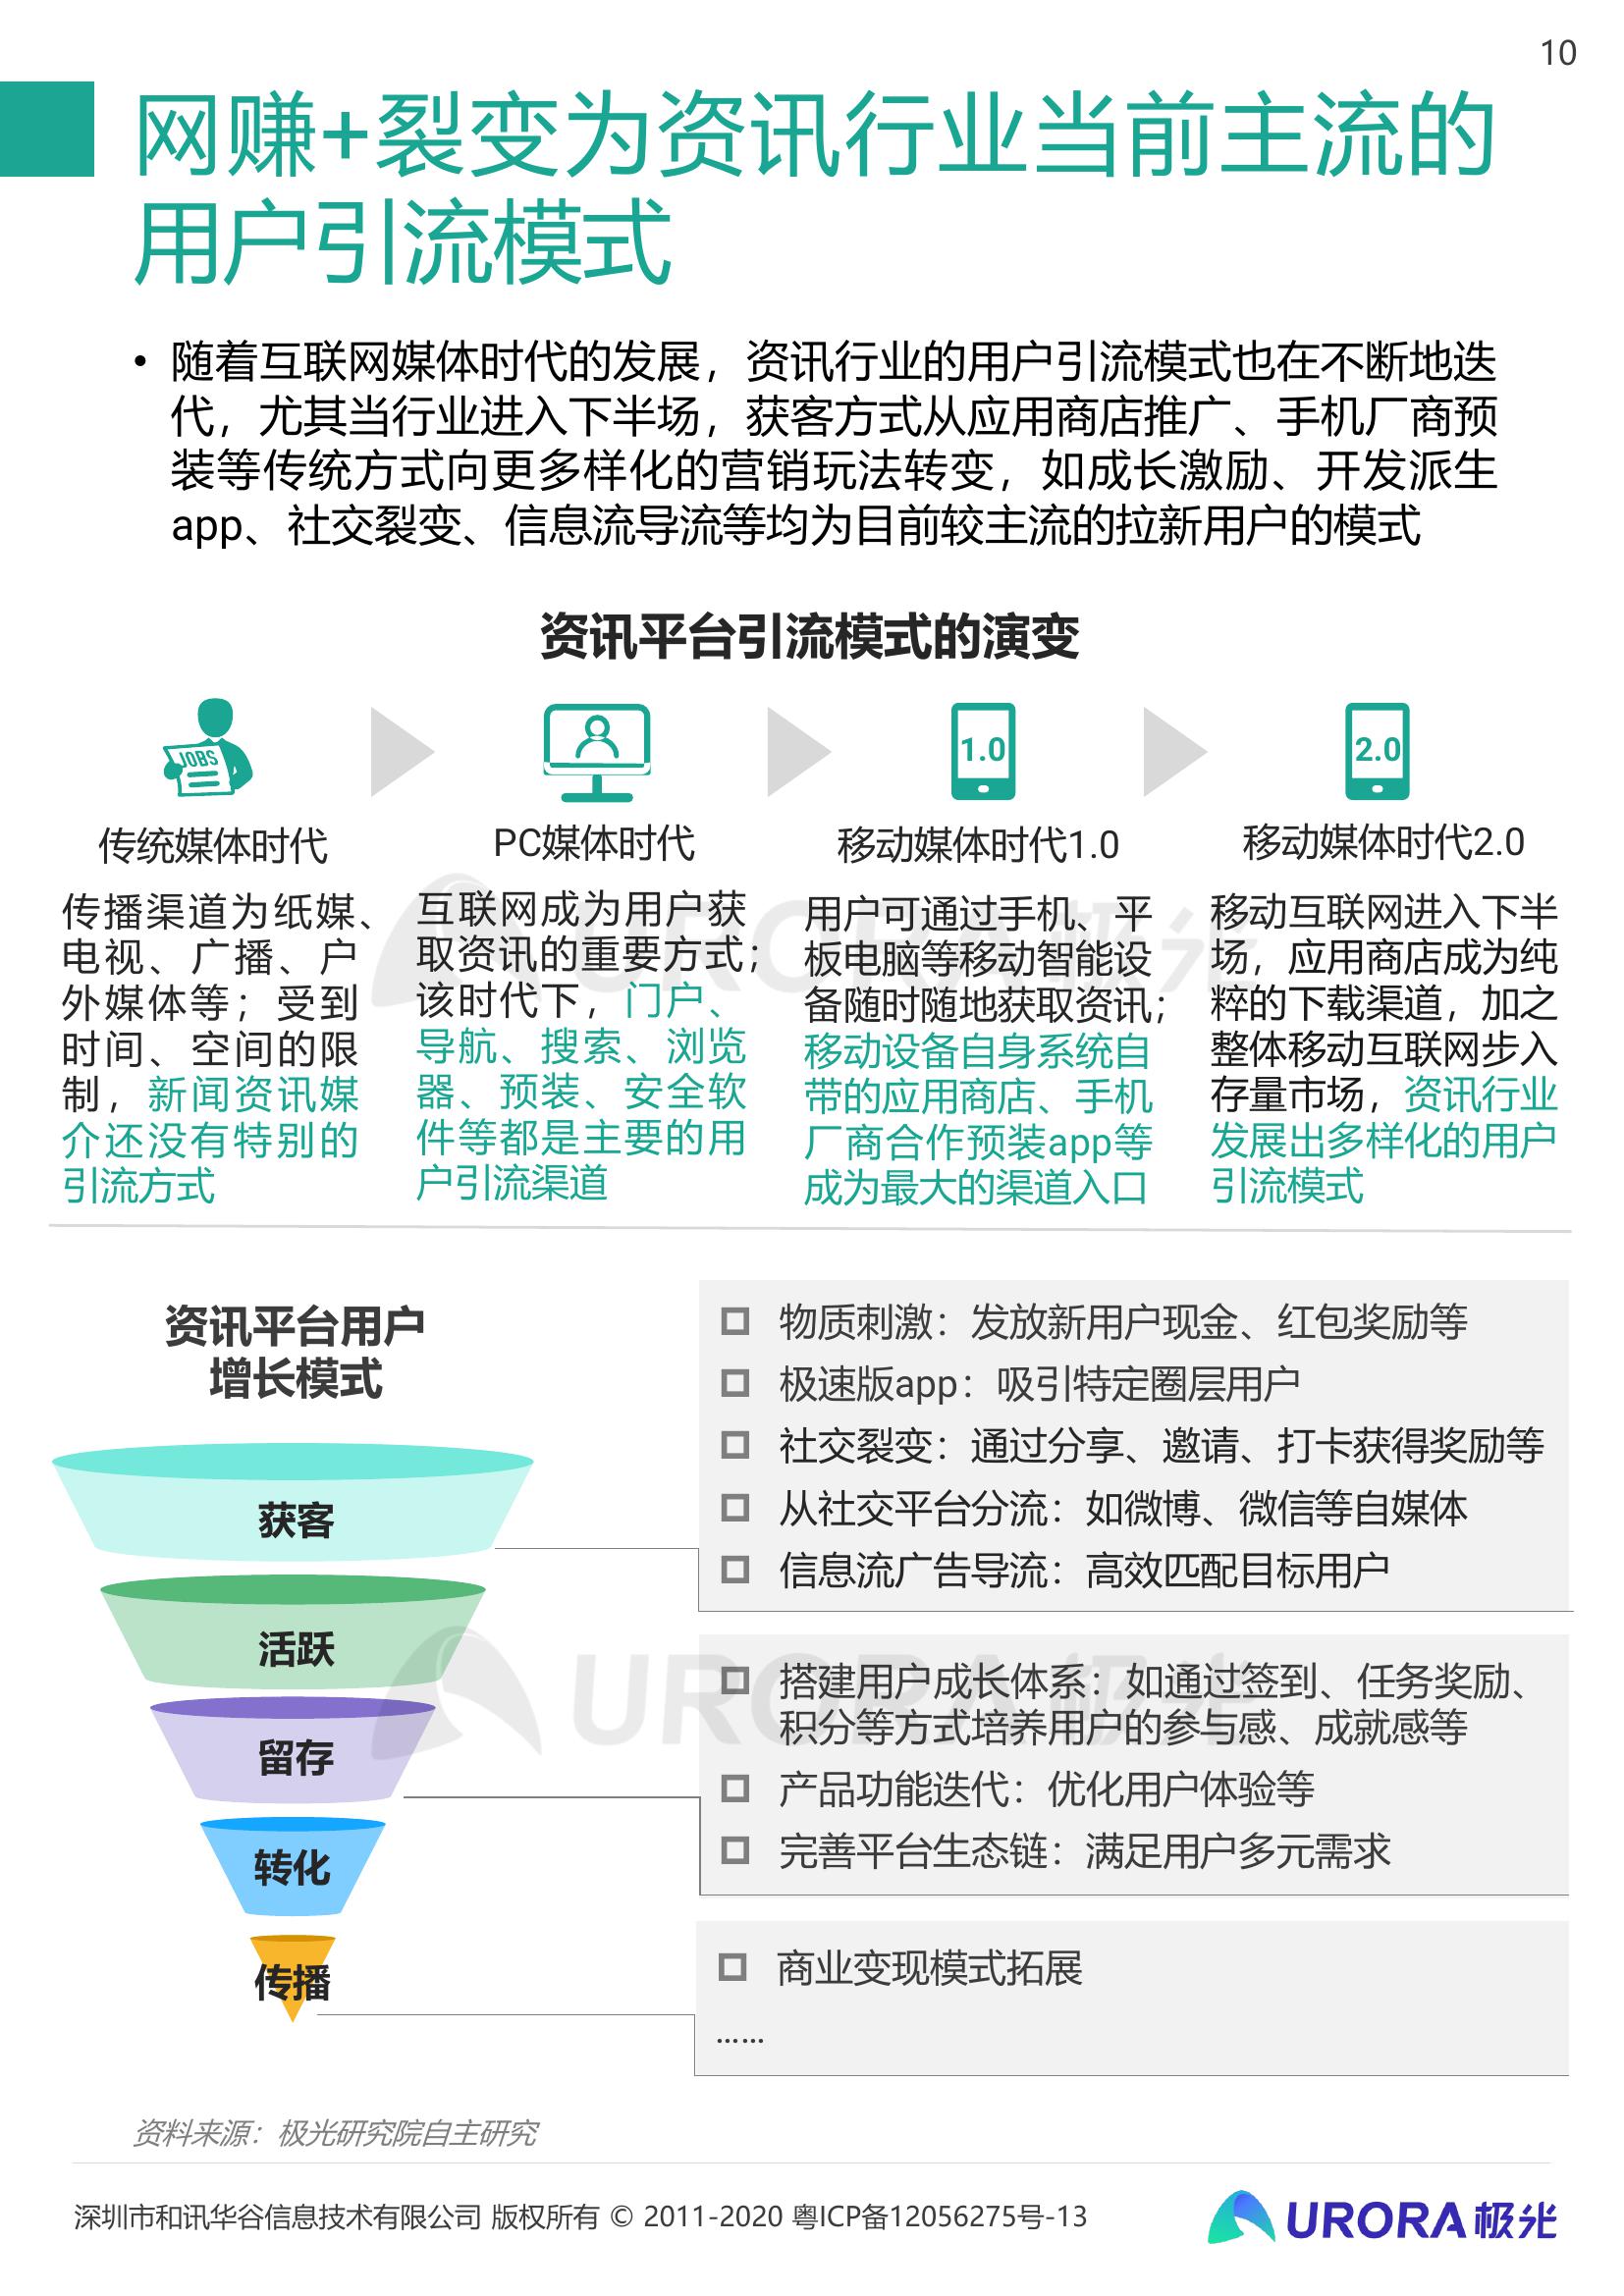 10
网赚+裂变为资讯行业当前主流的
用户引流模式
• 随着互联网媒体时代的发展，资讯行业的用户引流模式也在不断地迭
代，尤其当行业进入下半场，获客方式从应用商店推广、手机厂商预
装等传统方式向更多样化的营销玩法转变，如成长激励、开发派生
app、社交裂变、信息流导流等均为目前较主流的拉新用户的模式
资讯平台引流模式的演变
JOBS
1.0
2.0
传统媒体时代
传播渠道为纸媒、
电视、广播、户
外媒体等；受到
时间、空间的限
制，新闻资讯媒
介还没有特别的
引流方式
PC媒体时代
互联网成为用户获
取资讯的重要方式；
该时代下，门户、
导航、搜索、浏览
器、预装、安全软
件等都是主要的用
户引流渠道
移动媒体时代1.0
用户可通过手机、平
板电脑等移动智能设
备随时随地获取资讯；
移动设备自身系统自
带的应用商店、手机
厂商合作预装app等
成为最大的渠道入口
移动媒体时代2.0
移动互联网进入下半
场，应用商店成为纯
粹的下载渠道，加之
整体移动互联网步入
存量市场，资讯行业
发展出多样化的用户
引流模式
URORA极光
资讯平台用户
增长模式
获客
活跃
留存
转化
传播
物质刺激：发放新用户现金、红包奖励等
极速版app：吸引特定圈层用户
社交裂变：通过分享、邀请、打卡获得奖励等
从社交平台分流：如微博、微信等自媒体
信息流广告导流：高效匹配目标用户
搭建用户成长体系：如通过签到、任务奖励、
积分等方式培养用户的参与感、成就感等
产品功能迭代：优化用户体验等
完善平台生态链：满足用户多元需求
URORA极光
商业变现模式拓展
……
资料来源：极光研究院自主研究
深圳市和讯华谷信息技术有限公司 版权所有 © 2011-2020 粤ICP备12056275号-13
URORA极光